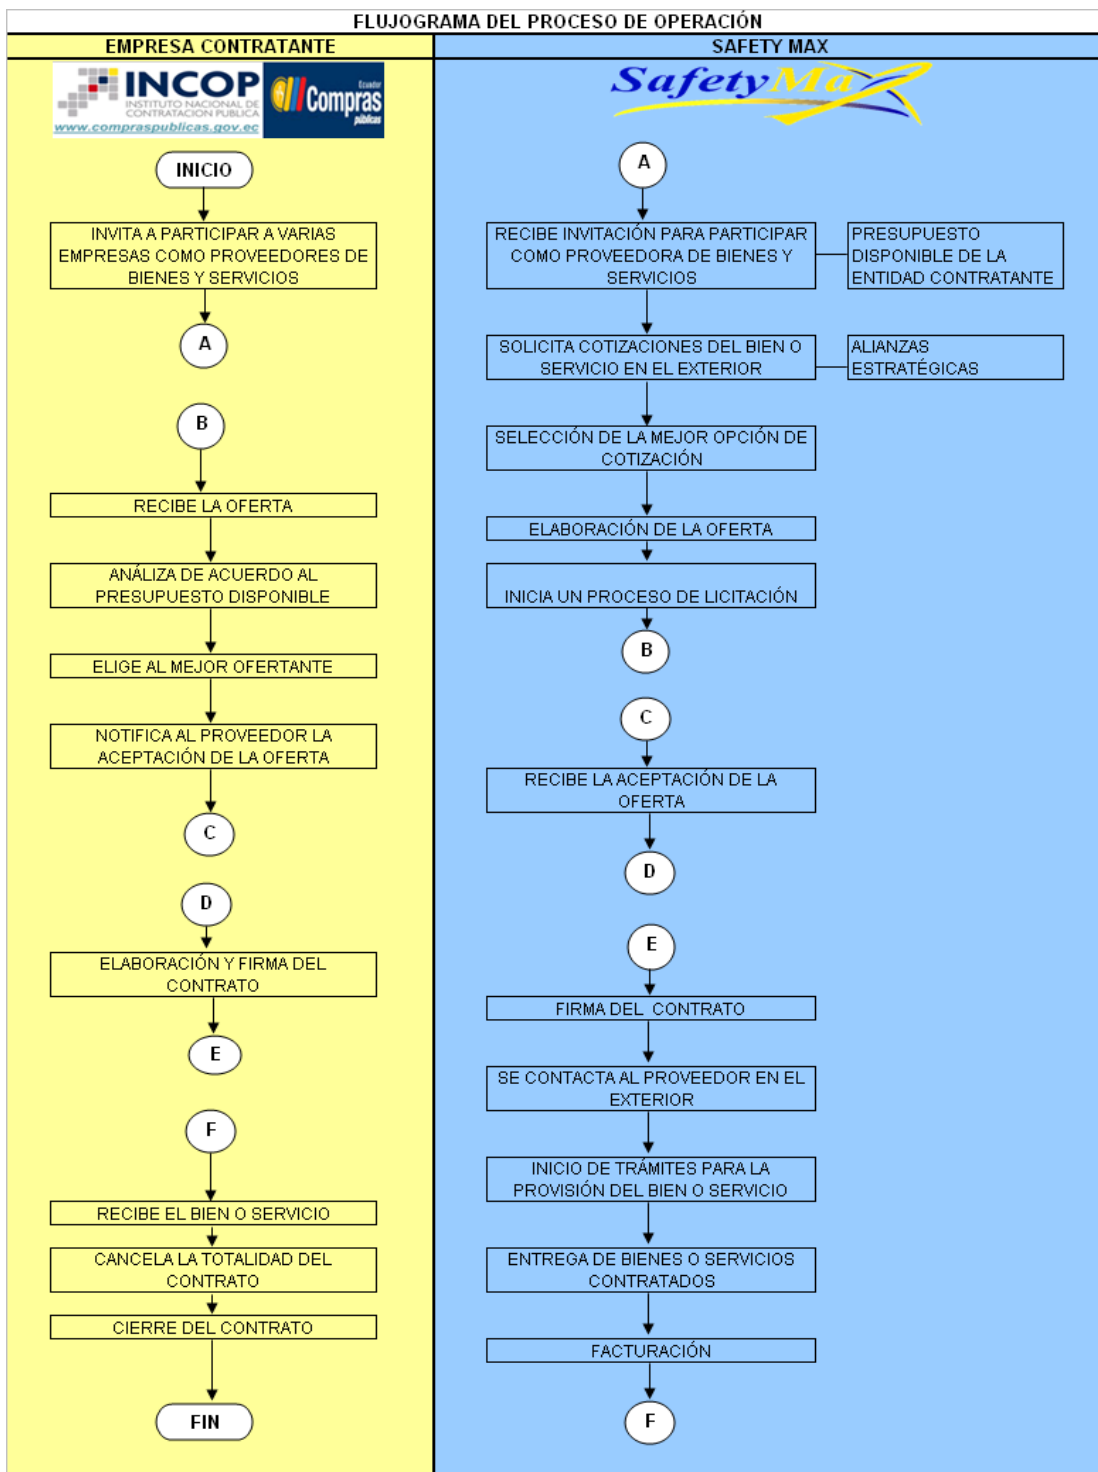 FLUJOGRAMA DEL PROCESO DE OPERACIÓN
EMPRESA CONTRATANTE
INCOP
INSTITUTO NACIONAL DE
CONTRATACIÓN PÚBLICA
www.compraspublicas.gov.ec
Ecuador
Compras
públicas
INICIO
INVITA A PARTICIPAR A VARIAS
EMPRESAS COMO PROVEEDORES DE
BIENES Y SERVICIOS
A
B
RECIBE LA OFERTA
ANÁLIZA DE ACUERDO AL
PRESUPUESTO DISPONIBLE
ELIGE AL MEJOR OFERTANTE
NOTIFICA AL PROVEEDOR LA
ACEPTACIÓN DE LA OFERTA
C
D
ELABORACIÓN Y FIRMA DEL
CONTRATO
E
F
RECIBE EL BIEN O SERVICIO
CANCELA LA TOTALIDAD DEL
CONTRATO
CIERRE DEL CONTRATO
FIN
SAFETY MAX
SafetyMax
A
RECIBE INVITACIÓN PARA PARTICIPAR
COMO PROVEEDORA DE BIENES Y
SERVICIOS
PRESUPUESTO
DISPONIBLE DE LA
ENTIDAD CONTRATANTE
SOLICITA COTIZACIONES DEL BIEN O
SERVICIO EN EL EXTERIOR
ALIANZAS
ESTRATÉGICAS
SELECCIÓN DE LA MEJOR OPCIÓN DE
COTIZACIÓN
ELABORACIÓN DE LA OFERTA
INICIA UN PROCESO DE LICITACIÓN
B
C
RECIBE LA ACEPTACIÓN DE LA
OFERTA
D
E
FIRMA DEL CONTRATO
SE CONTACTA AL PROVEEDOR EN EL
EXTERIOR
INICIO DE TRÁMITES PARA LA
PROVISIÓN DEL BIEN O SERVICIO
ENTREGA DE BIENES O SERVICIOS
CONTRATADOS
FACTURACIÓN
F